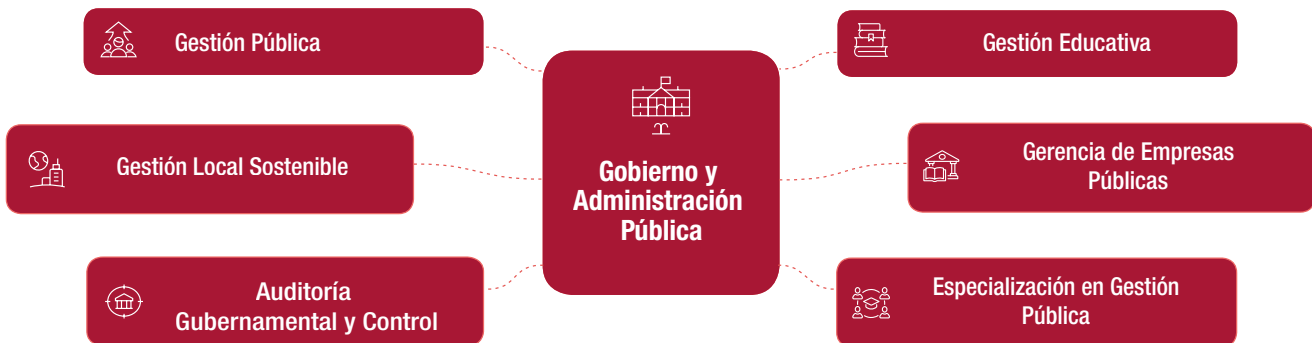 Gestión Pública
Gestión Educativa
Gestión Local Sostenible
Gobierno y
Administración
Pública
Gerencia de Empresas
Públicas
Auditoría
Gubernamental y Control
Especialización en Gestión
Pública